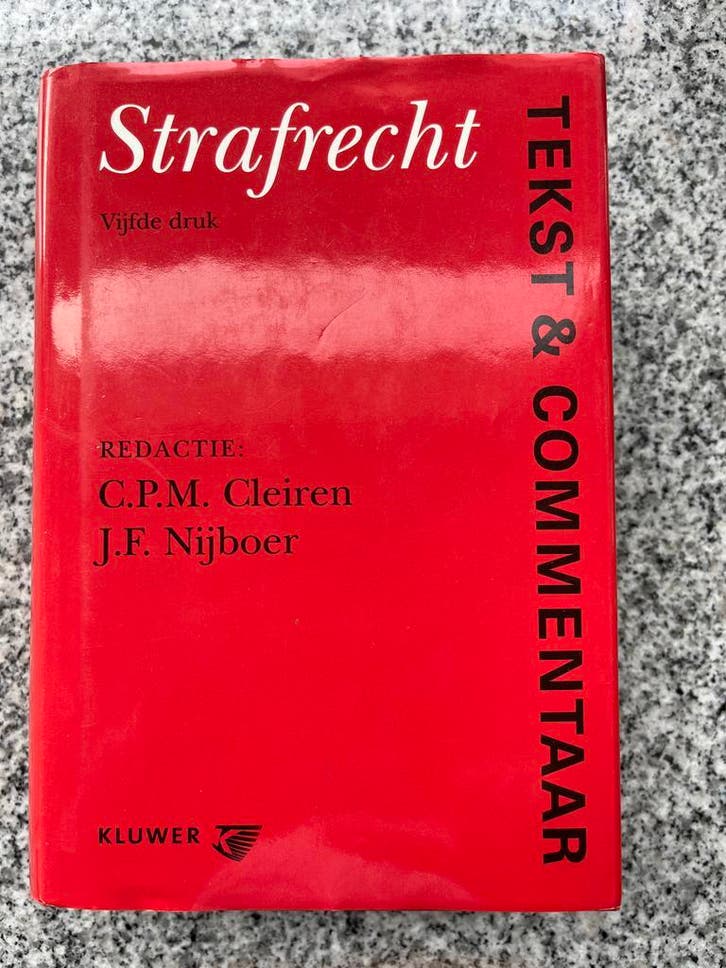 Strafrecht
Vijfde druk
REDACTIE:
C.P.M. Cleiren
J.F. Nijboer
KLUWER
TEKST & COMMENTAAR